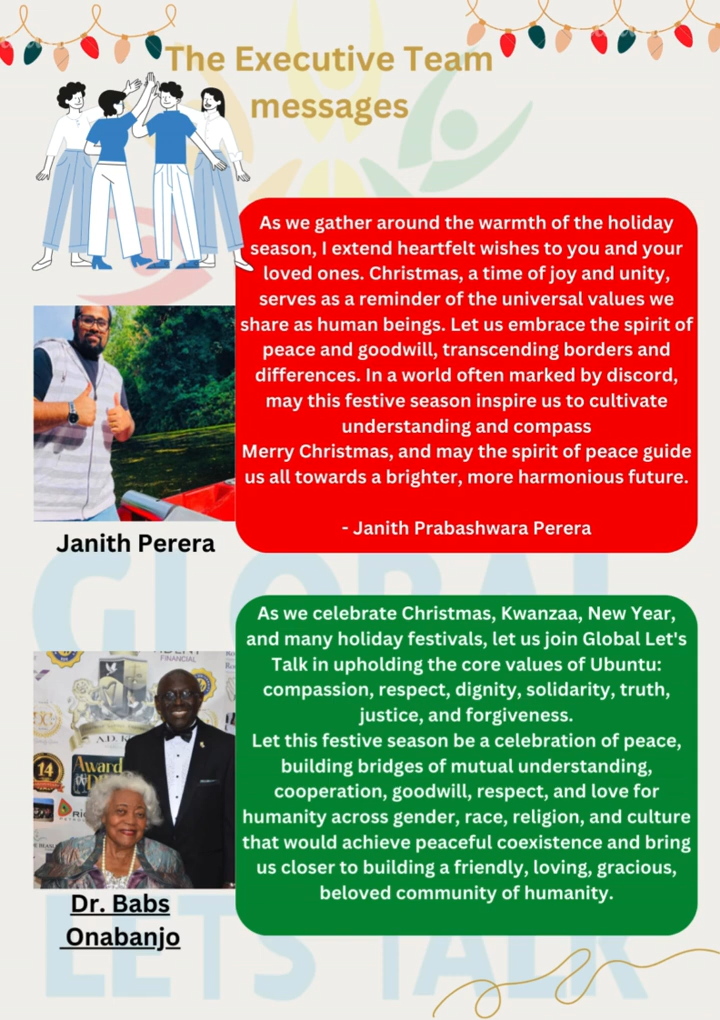 The Executive Team
messages
As we gather around the warmth of the holiday
season, I extend heartfelt wishes to you and your
loved ones. Christmas, a time of joy and unity,
serves as a reminder of the universal values we
share as human beings. Let us embrace the spirit of
peace and goodwill, transcending borders and
differences. In a world often marked by discord,
may this festive season inspire us to cultivate
understanding and compass
Merry Christmas, and may the spirit of peace guide
us all towards a brighter, more harmonious future.
- Janith Prabashwara Perera
Janith Perera
GLOBAL
As we celebrate Christmas, Kwanzaa, New Year,
and many holiday festivals, let us join Global Let's
Talk in upholding the core values of Ubuntu:
compassion, respect, dignity, solidarity, truth,
justice, and forgiveness.
Let this festive season be a celebration of peace,
building bridges of mutual understanding,
cooperation, goodwill, respect, and love for
humanity across gender, race, religion, and culture
that would achieve peaceful coexistence and bring
us closer to building a friendly, loving, gracious,
beloved community of humanity.
FINANCIAL
A.D. K
Award
14
Dr. Babs
Onabanjo
LETS TALK